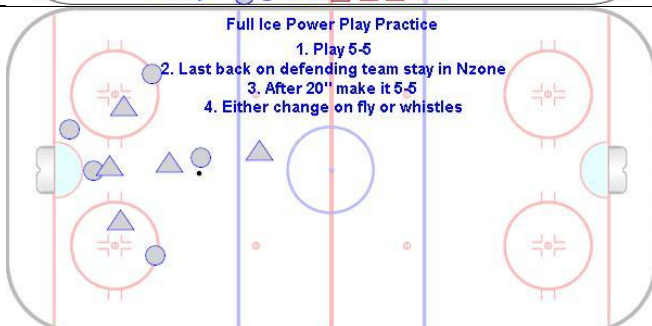 Full Ice Power Play Practice
1. Play 5-5
2. Last back on defending team stay in Nzone
3. After 20" make it 5-5
4. Either change on fly or whistles